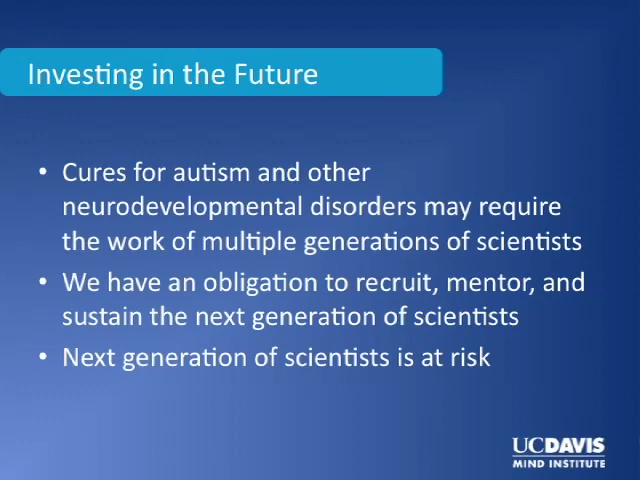 Investing in the Future
• Cures for autism and other
neurodevelopmental disorders may require
the work of multiple generations of scientists
• We have an obligation to recruit, mentor, and
sustain the next generation of scientists
• Next generation of scientists is at risk
UCDAVIS
MIND INSTITUTE